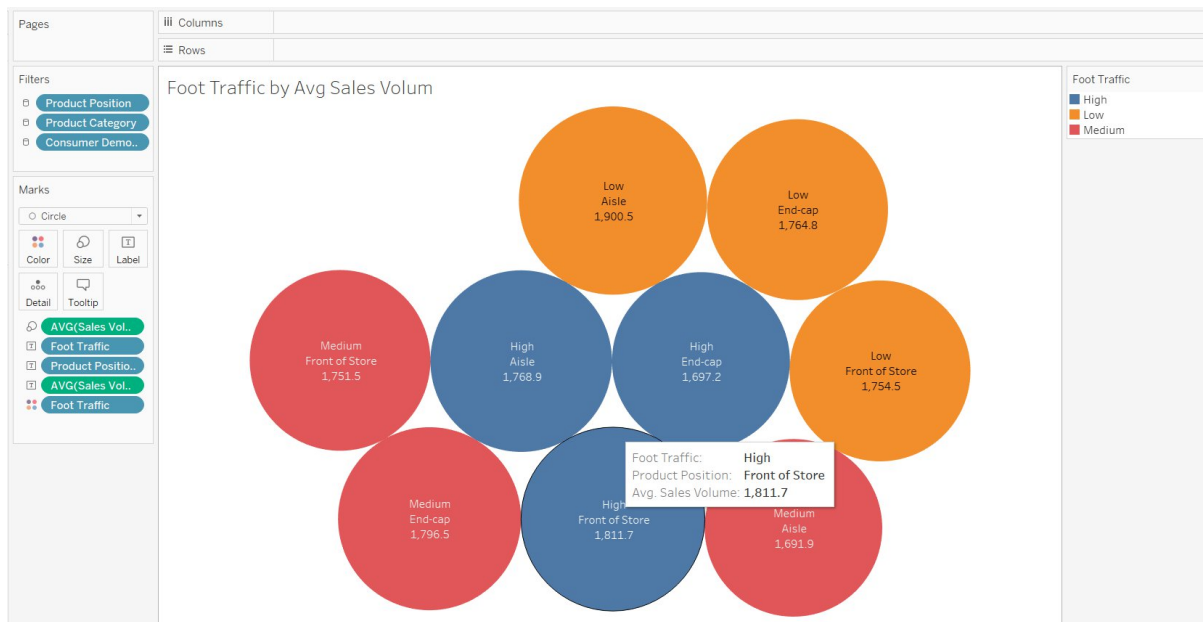 Pages
Columns
Rows
Filters
Product Position
Product Category
Consumer Demo..
Marks
Circle
Color
Size
Label
Detail
Tooltip
AVG(Sales Vol..
Foot Traffic
Product Positio..
AVG(Sales Vol..
Foot Traffic
Foot Traffic by Avg Sales Volum
Low
Aisle
1,900.5
Low
End-cap
1,764.8
Medium
Front of Store
1,751.5
High
Aisle
1,768.9
High
End-cap
1,697.2
Low
Front of Store
1,754.5
Medium
End-cap
1,796.5
High
Front of Store
1,811.7
Foot Traffic: High
Product Position: Front of Store
Avg. Sales Volume: 1,811.7
Medium
Aisle
1,691.9
Foot Traffic
High
Low
Medium